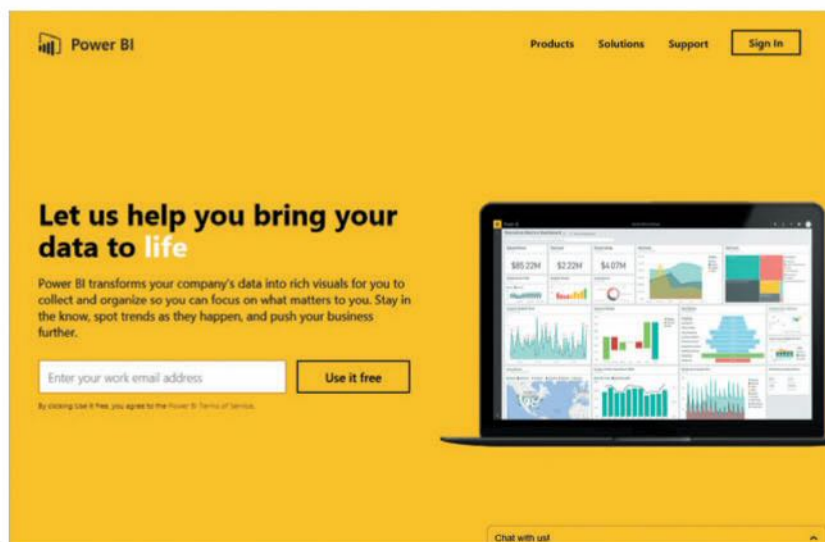 Power BI
Products Solutions Support Sign In
Let us help you bring your
data to life
Power BI transforms your company's data into rich visuals for you to
collect and organize so you can focus on what matters to you. Stay in
the know, spot trends as they happen, and push your business
further.
Enter your work email address
Use it free
By clicking Use it free, you agree to the Power BI Terms of Service.
Power BI
$85.22M $2.22M $4.07M
Chat with us!